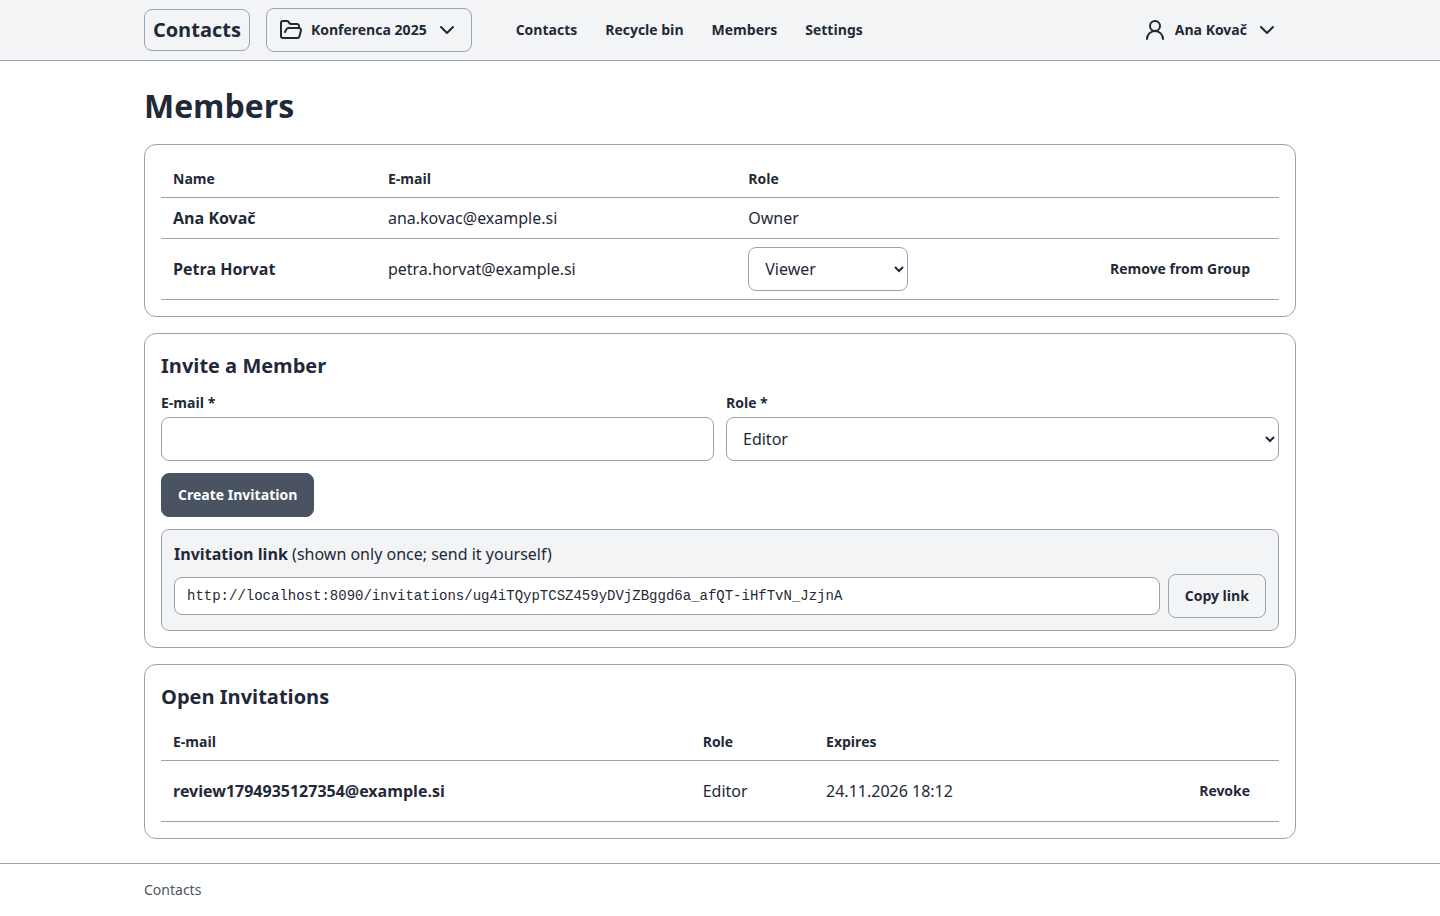 Contacts Konferenca 2025 Contacts Recycle bin Members Settings Ana Kovač
Members
Name E-mail Role
Ana Kovač ana.kovac@example.si Owner
Petra Horvat petra.horvat@example.si Viewer Remove from Group
Invite a Member
E-mail * Role *
Editor
Create Invitation
Invitation link (shown only once; send it yourself)
http://localhost:8090/invitations/ug4iTQypTCSZ459yDVjZBggd6a_afQT-iHfTvN_JzjnA Copy link
Open Invitations
E-mail Role Expires
review1794935127354@example.si Editor 24.11.2026 18:12 Revoke
Contacts